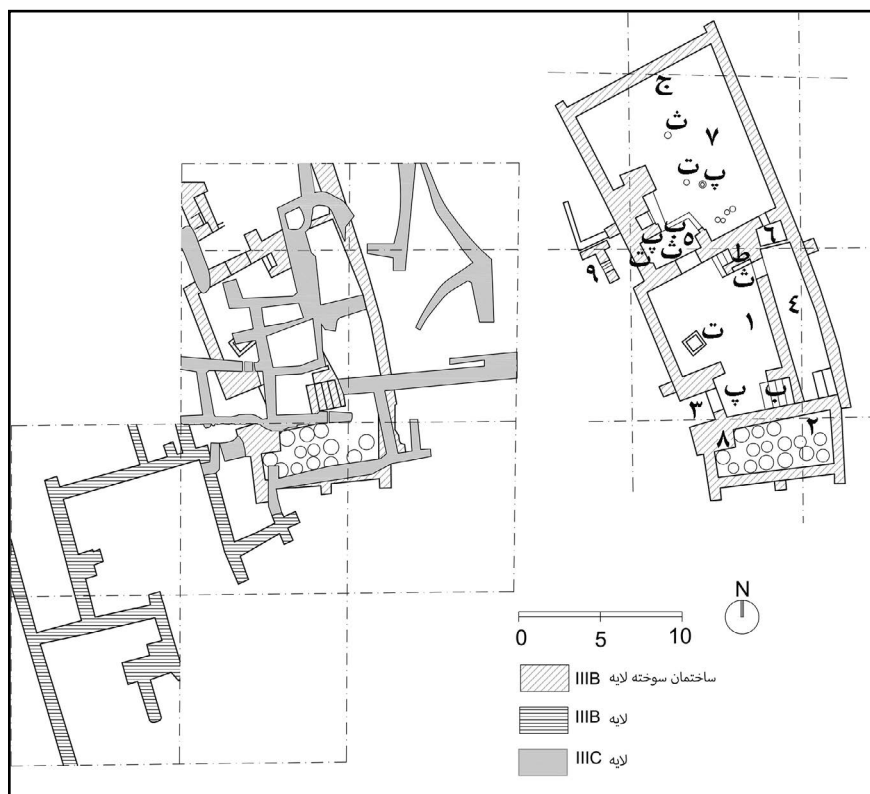 ج
ث
۷
ت
پ
ب
پ
۵
ت
ث
۶
۹
ط
ث
۴
۱
ت
۳
پ
ب
۸
۲
N
0 5 10
ساختمان سوخته لایه IIIB
لایه IIIB
لایه IIIC